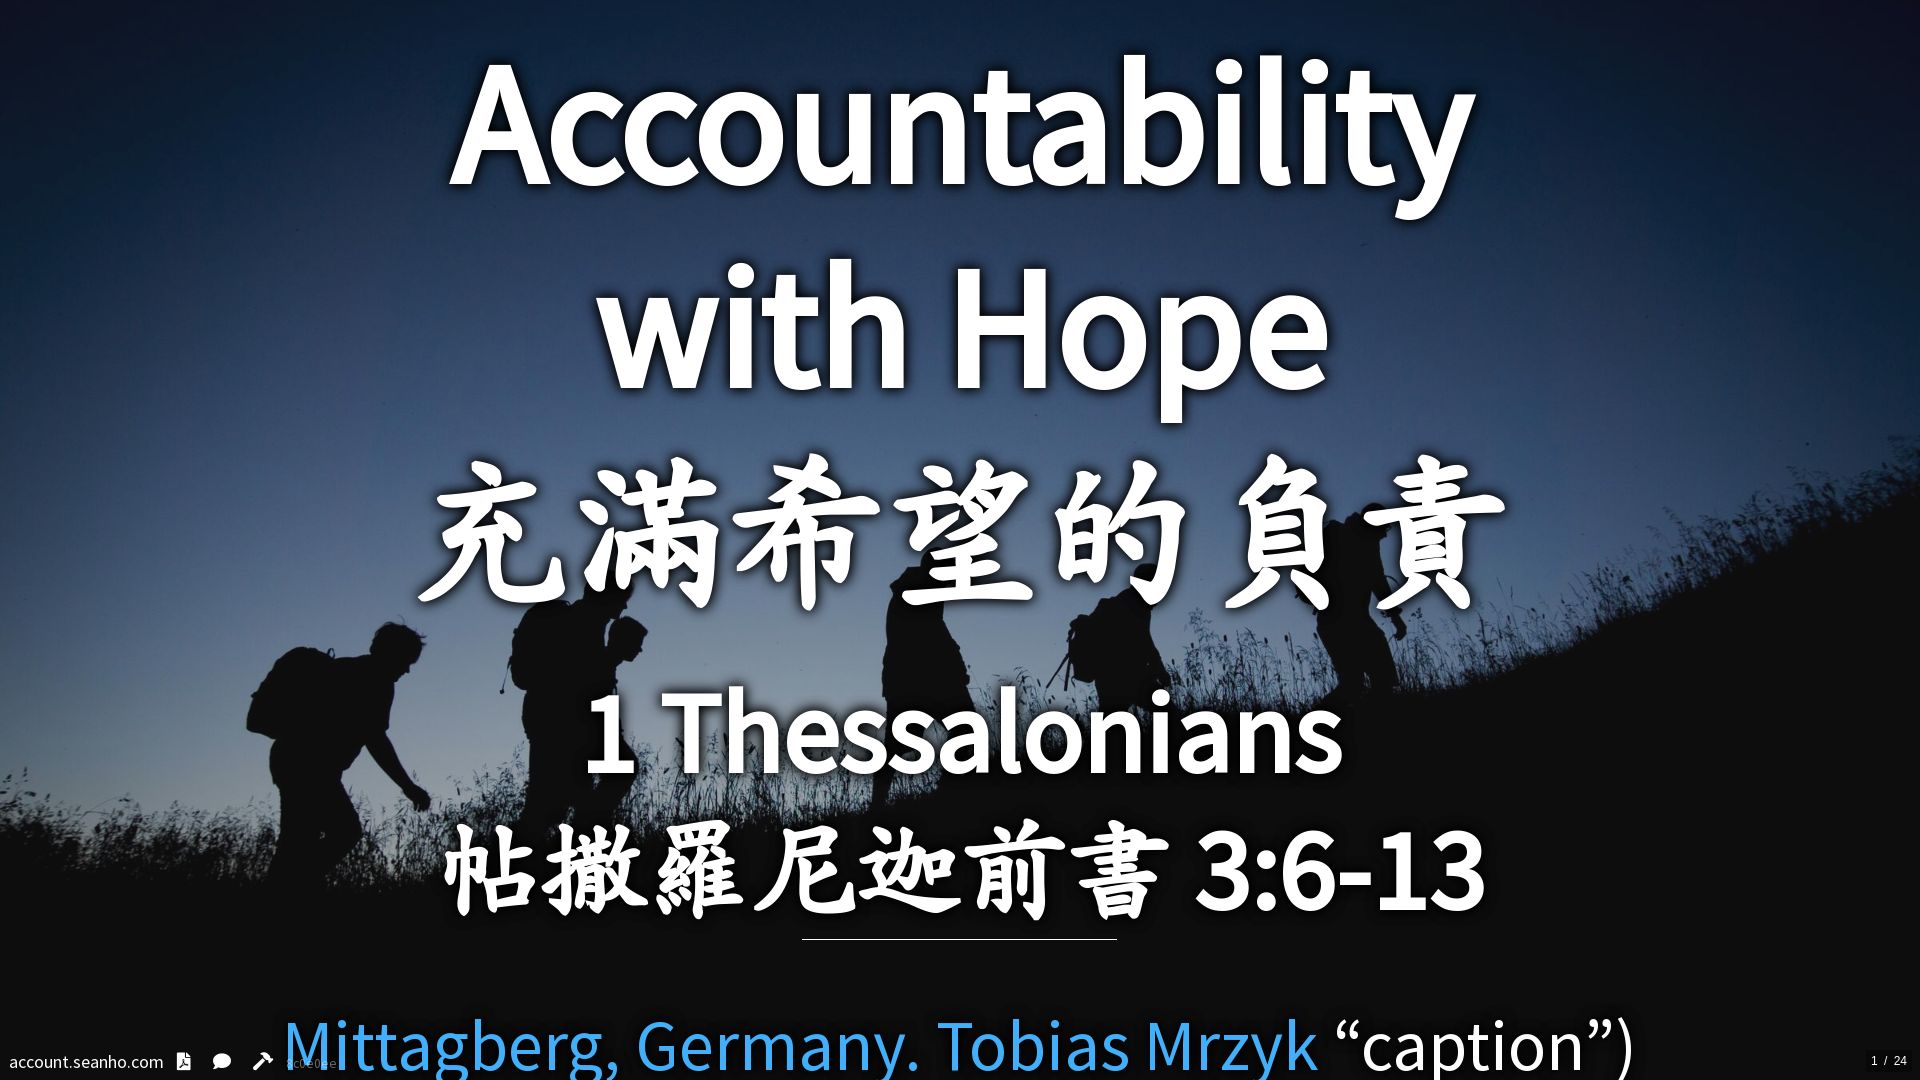 Accountability
with Hope
充滿希望的負責
1 Thessalonians
帖撒羅尼迦前書 3:6-13
Mittagberg, Germany. Tobias Mrzyk “caption”)
account.seanho.com
1 / 24